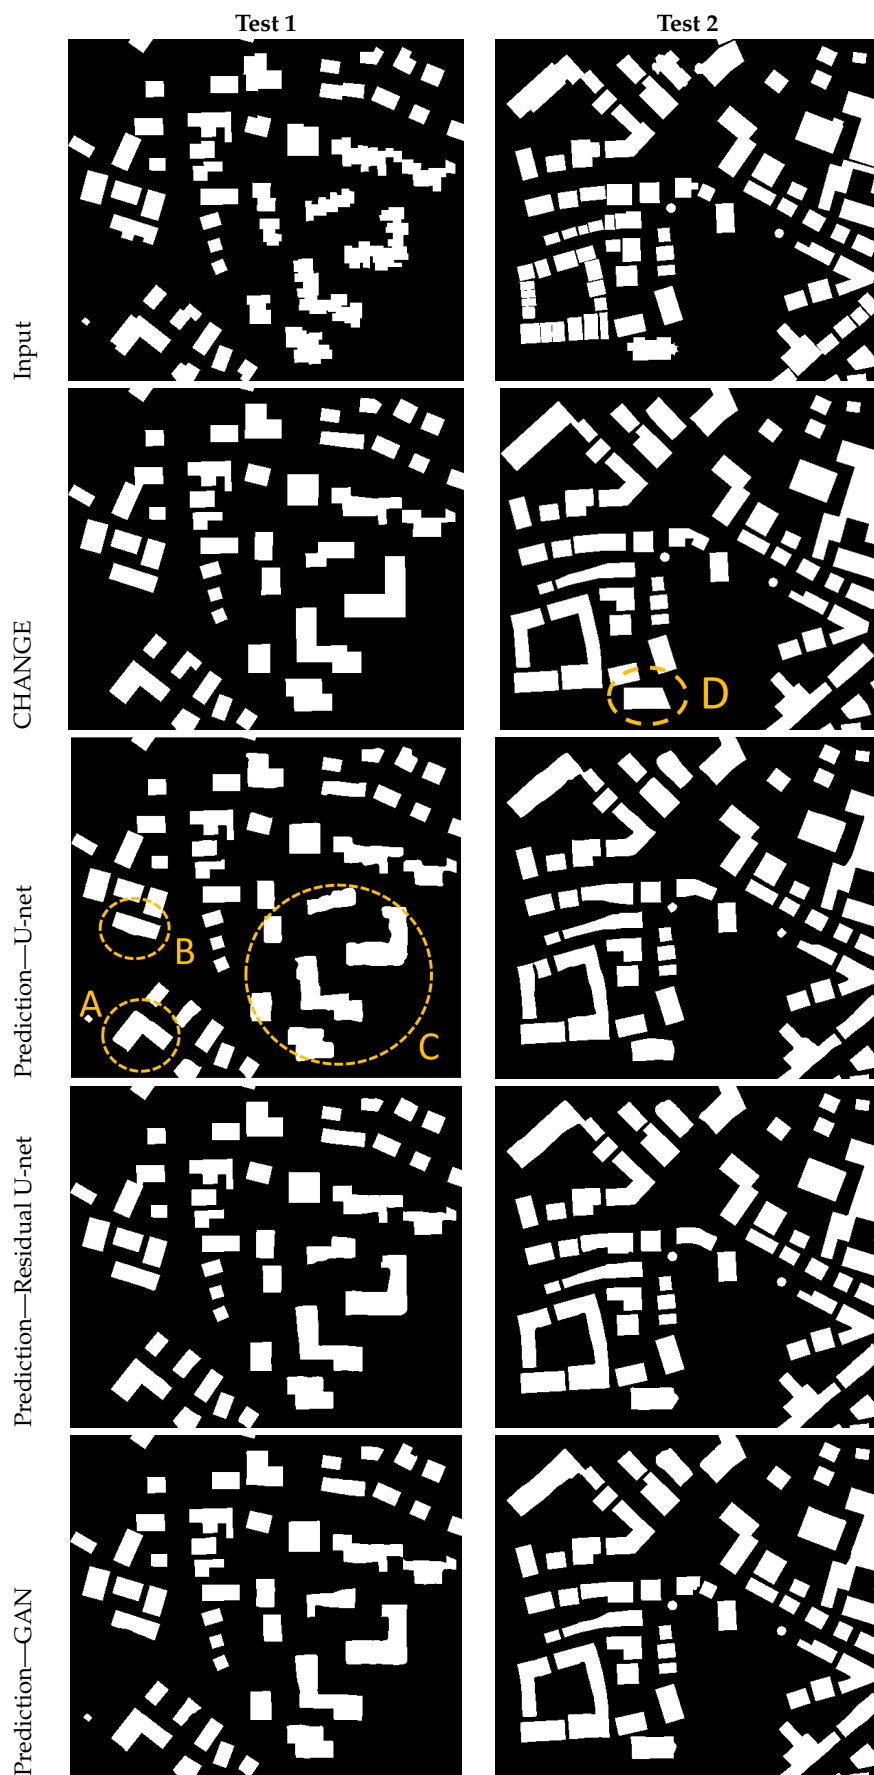 Test 1
Test 2
Input
CHANGE
D
Prediction—U-net
B
A
C
Prediction—Residual U-net
Prediction—GAN